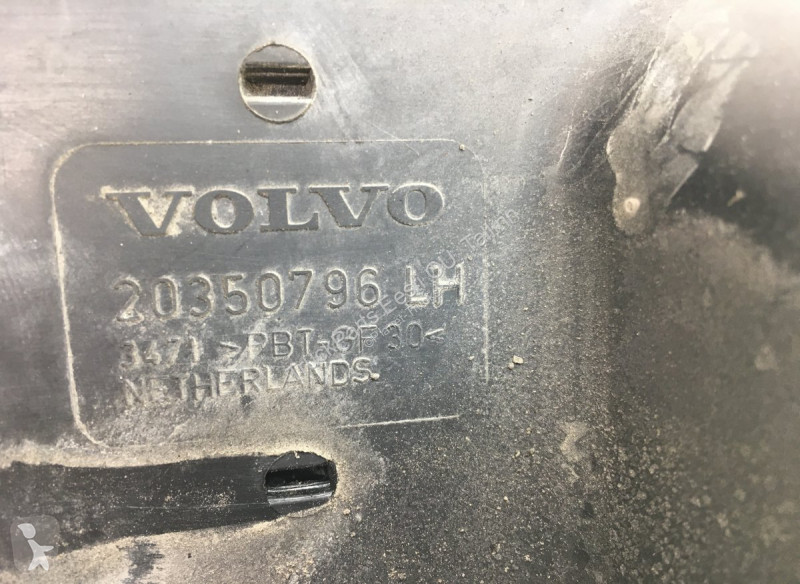 VOLVO
20350796 LH
3471 >PBT-GF30<
NETHERLANDS